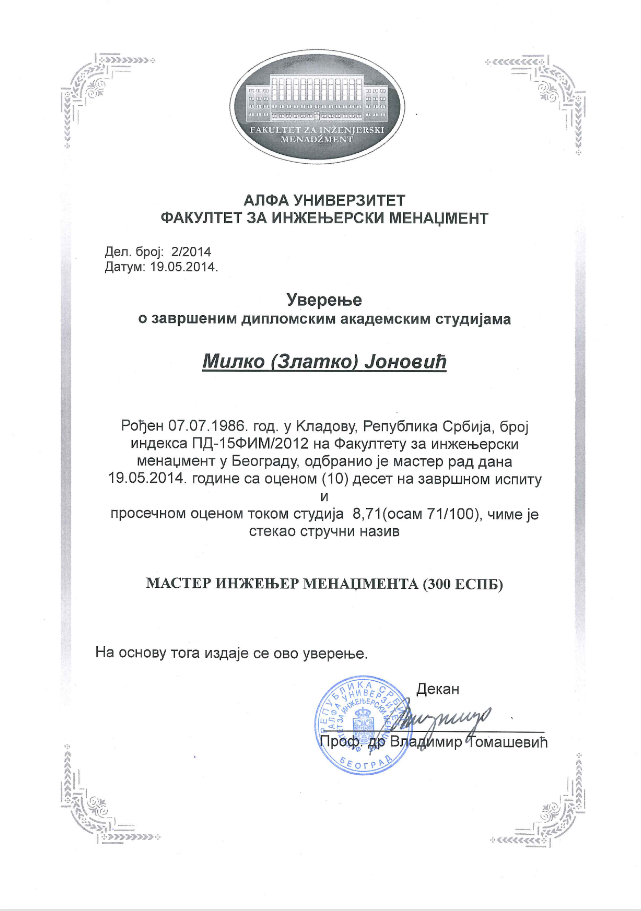 FAKULTET ZA INŽENJERSKI
MENADŽMENT
АЛФА УНИВЕРЗИТЕТ
ФАКУЛТЕТ ЗА ИНЖЕЊЕРСКИ МЕНАЏМЕНТ
Дел. број: 2/2014
Датум: 19.05.2014.
Уверење
о завршеним дипломским академским студијама
Милко (Златко) Јоновић
Рођен 07.07.1986. год. у Кладову, Република Србија, број
индекса ПД-15ФИМ/2012 на Факултету за инжењерски
менаџмент у Београду, одбранио је мастер рад дана
19.05.2014. године са оценом (10) десет на завршном испиту
и
просечном оценом током студија 8,71(осам 71/100), чиме је
стекао стручни назив
МАСТЕР ИНЖЕЊЕР МЕНАЏМЕНТА (300 ЕСПБ)
На основу тога издаје се ово уверење.
Декан
Проф. др Владимир Томашевић
РЕПУБЛИКА СРБИЈА
АЛФА УНИВЕРЗИТЕТ
БЕОГРАД